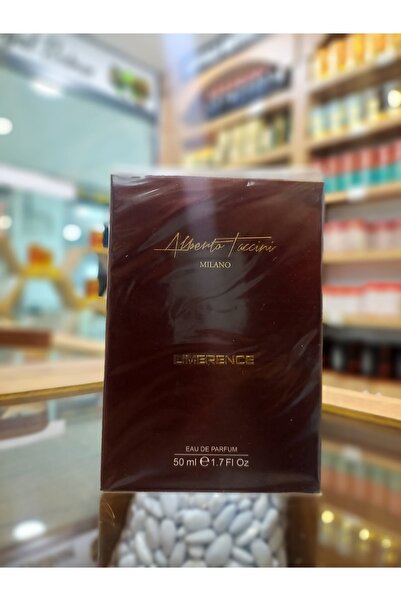 Alberto Taccini
MILANO
LIMERENCE
EAU DE PARFUM
50 ml ℮ 1.7 Fl Oz